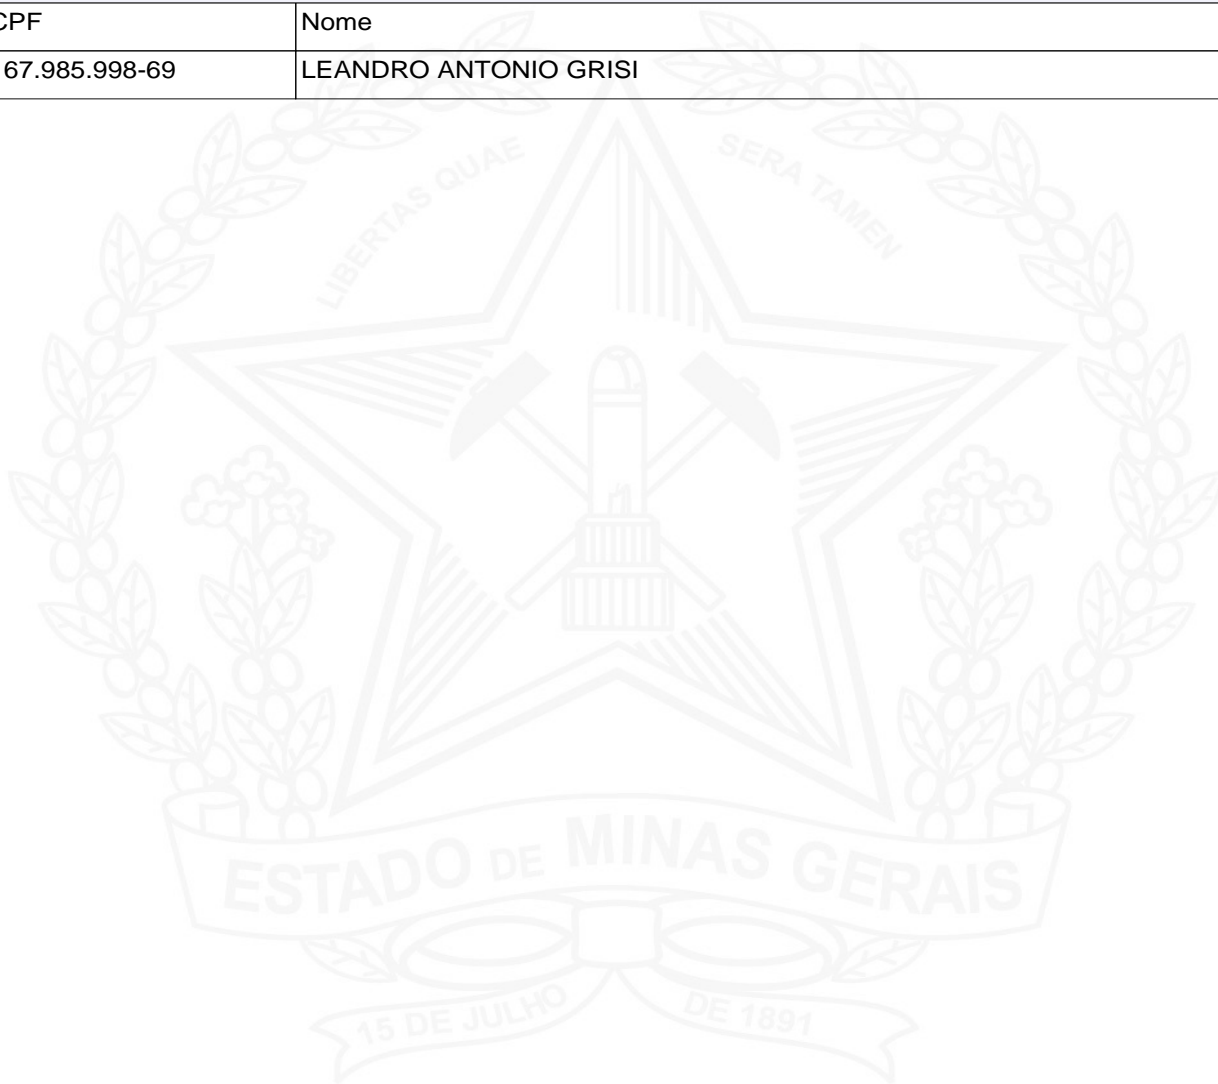 CPF Nome
67.985.998-69 LEANDRO ANTONIO GRISI
LIBERTAS QUAE SERA TAMEN
ESTADO DE MINAS GERAIS
15 DE JULHO DE 1891